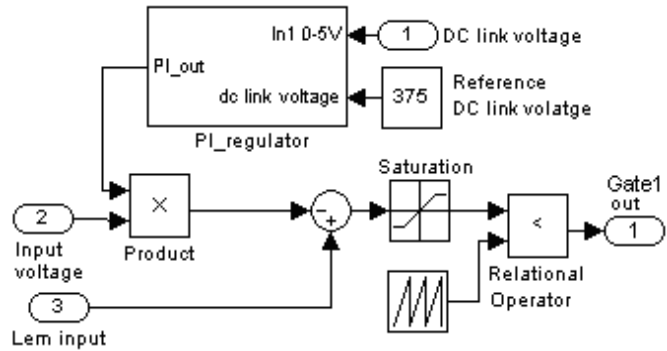 In1 0-5V
1
DC link voltage
PI_out
dc link voltage
375
Reference
DC link volatge
PI_regulator
Saturation
Gate1
out
2
×
-
+
<
1
Input
voltage
Product
Relational
Operator
3
Lem input